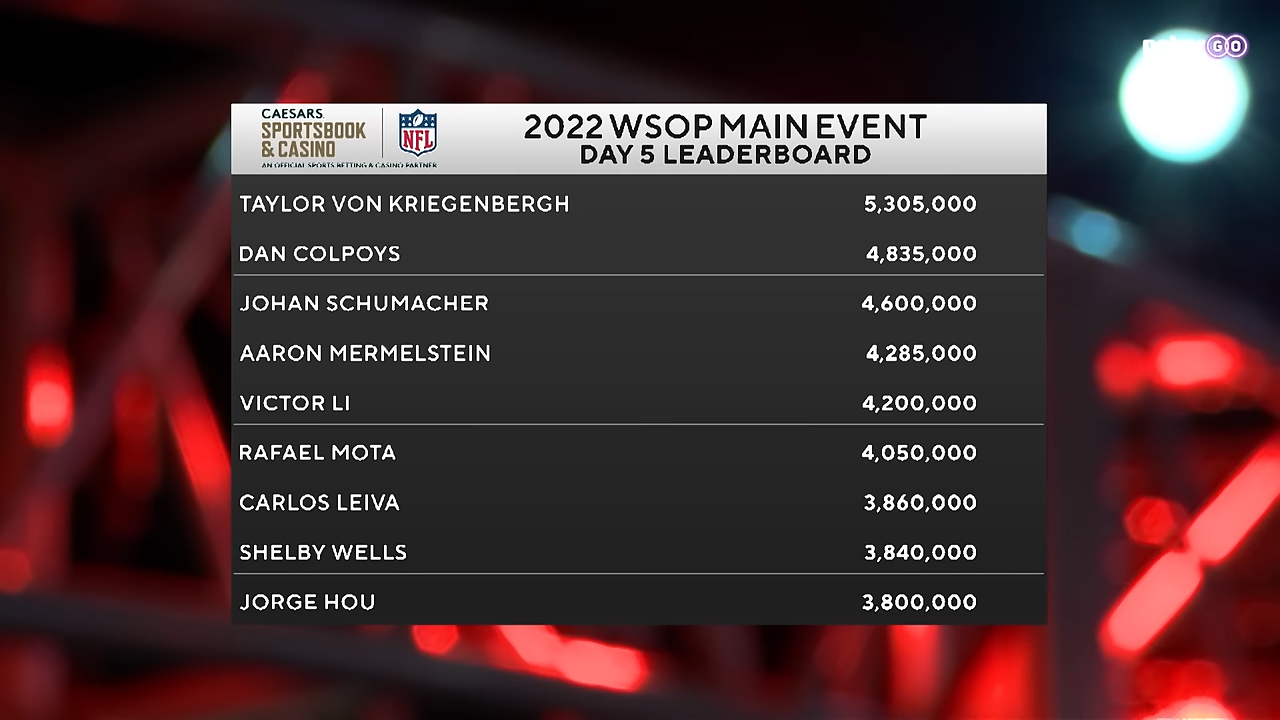 GO
CAESARS
SPORTSBOOK
& CASINO
AN OFFICIAL SPORTS BETTING & CASINO PARTNER
NFL
2022 WSOP MAIN EVENT
DAY 5 LEADERBOARD
TAYLOR VON KRIEGENBERGH 5,305,000
DAN COLPOYS 4,835,000
JOHAN SCHUMACHER 4,600,000
AARON MERMELSTEIN 4,285,000
VICTOR LI 4,200,000
RAFAEL MOTA 4,050,000
CARLOS LEIVA 3,860,000
SHELBY WELLS 3,840,000
JORGE HOU 3,800,000